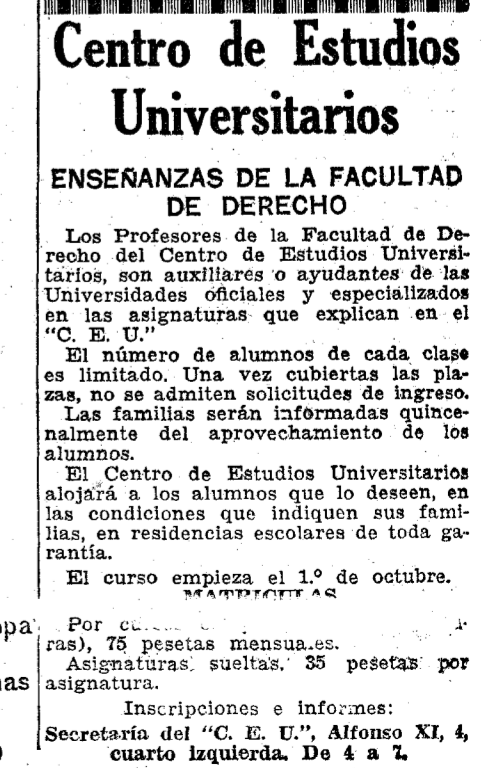 Centro de Estudios
Universitarios
ENSEÑANZAS DE LA FACULTAD
DE DERECHO
Los Profesores de la Facultad de De-
recho del Centro de Estudios Universi-
tarios, son auxiliares o ayudantes de las
Universidades oficiales y especializados
en las asignaturas que explican en el
"C. E. U."
El número de alumnos de cada clase
es limitado. Una vez cubiertas las pla-
zas, no se admiten solicitudes de ingreso.
Las familias serán informadas quince-
nalmente del aprovechamiento de los
alumnos.
El Centro de Estudios Universitarios
alojará a los alumnos que lo deseen, en
las condiciones que indiquen sus fami-
lias, en residencias escolares de toda ga-
rantía.
El curso empieza el 1.º de octubre.
MATRICULAS
Por
ras), 75 pesetas mensuales.
Asignaturas sueltas, 35 pesetas por
asignatura.
Inscripciones e informes:
Secretaría del "C. E. U.", Alfonso XI, 4,
cuarto izquierda. De 4 a 7.